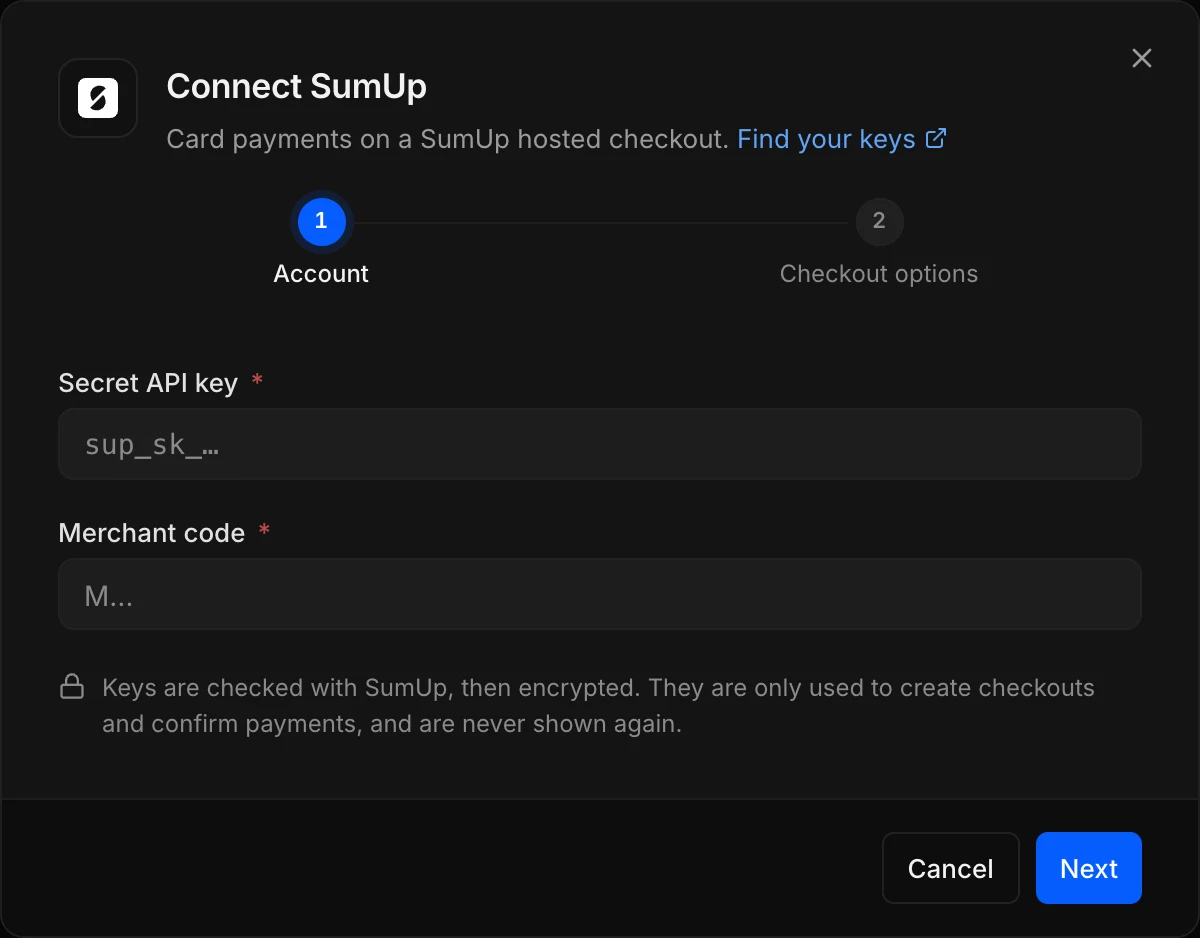 Connect SumUp
Card payments on a SumUp hosted checkout. Find your keys
1
2
Account
Checkout options
Secret API key *
sup_sk_…
Merchant code *
M...
Keys are checked with SumUp, then encrypted. They are only used to create checkouts
and confirm payments, and are never shown again.
Cancel
Next